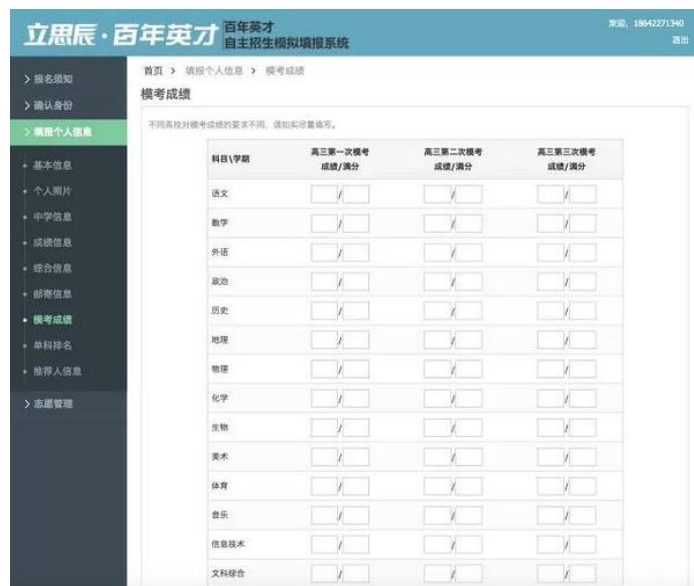 立思辰·百年英才
百年英才
自主招生模拟填报系统
欢迎, 18642271340
退出
> 报名须知
> 确认身份
> 填报个人信息
基本信息
个人照片
中学信息
成绩信息
综合信息
邮寄信息
模考成绩
单科排名
推荐人信息
> 志愿管理
首页 > 填报个人信息 > 模考成绩
模考成绩
不同高校对模考成绩的要求不同, 请如实尽量填写。
科目\学期 高三第一次模考 成绩/满分 高三第二次模考 成绩/满分 高三第三次模考 成绩/满分
语文 / / /
数学 / / /
外语 / / /
政治 / / /
历史 / / /
地理 / / /
物理 / / /
化学 / / /
生物 / / /
美术 / / /
体育 / / /
音乐 / / /
信息技术 / / /
文科综合 / / /